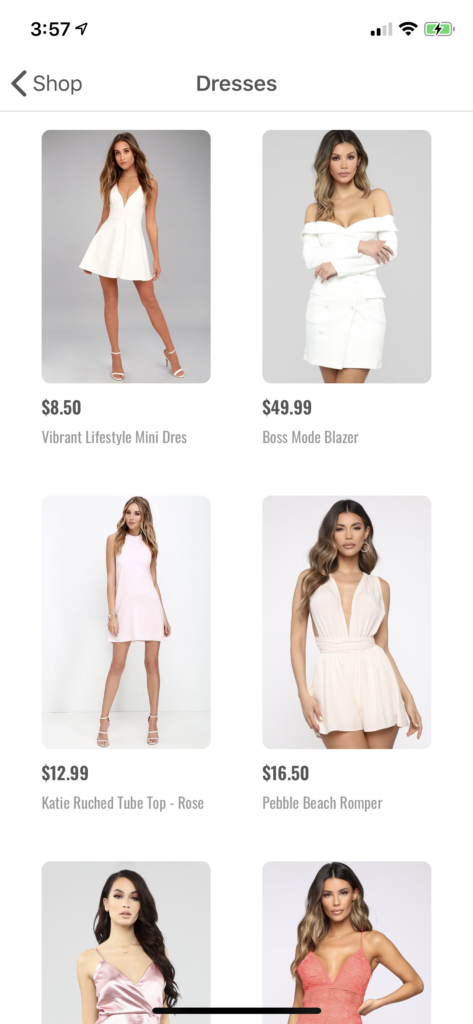 3:57
Shop
Dresses
$8.50
Vibrant Lifestyle Mini Dres
$49.99
Boss Mode Blazer
$12.99
Katie Ruched Tube Top - Rose
$16.50
Pebble Beach Romper